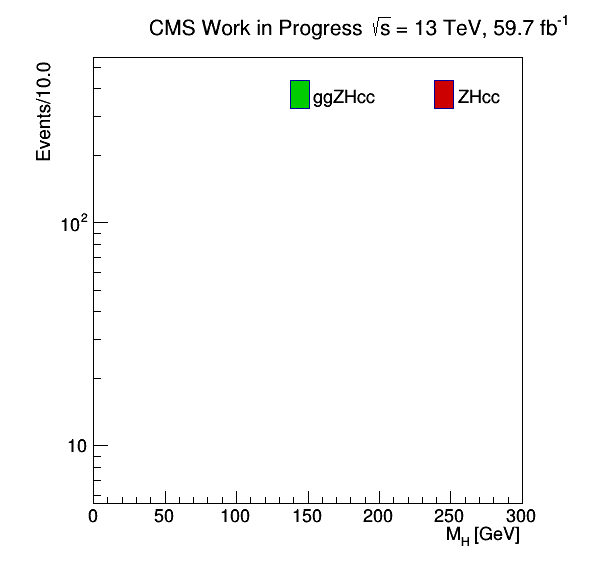 CMS Work in Progress √s = 13 TeV, 59.7 fb⁻¹
Events/10.0
ggZHcc ZHcc
10²
10
0 50 100 150 200 250 300
M_H [GeV]